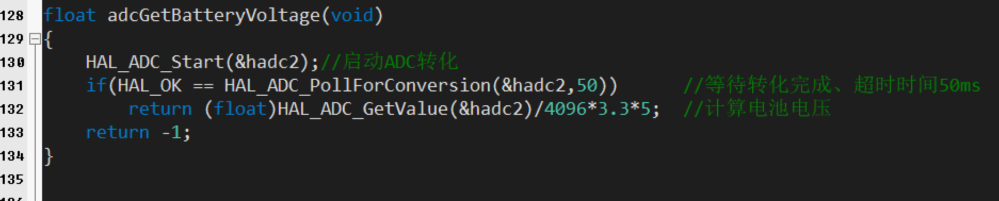 128 float adcGetBatteryVoltage(void)
129 {
130 HAL_ADC_Start(&hadc2);//启动ADC转化
131 if(HAL_OK == HAL_ADC_PollForConversion(&hadc2,50)) //等待转化完成、超时时间50ms
132 return (float)HAL_ADC_GetValue(&hadc2)/4096*3.3*5; //计算电池电压
133 return -1;
134 }
135